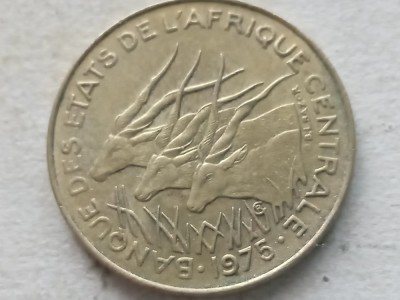 BANQUE DES ETATS DE L'AFRIQUE CENTRALE
· 1975 ·